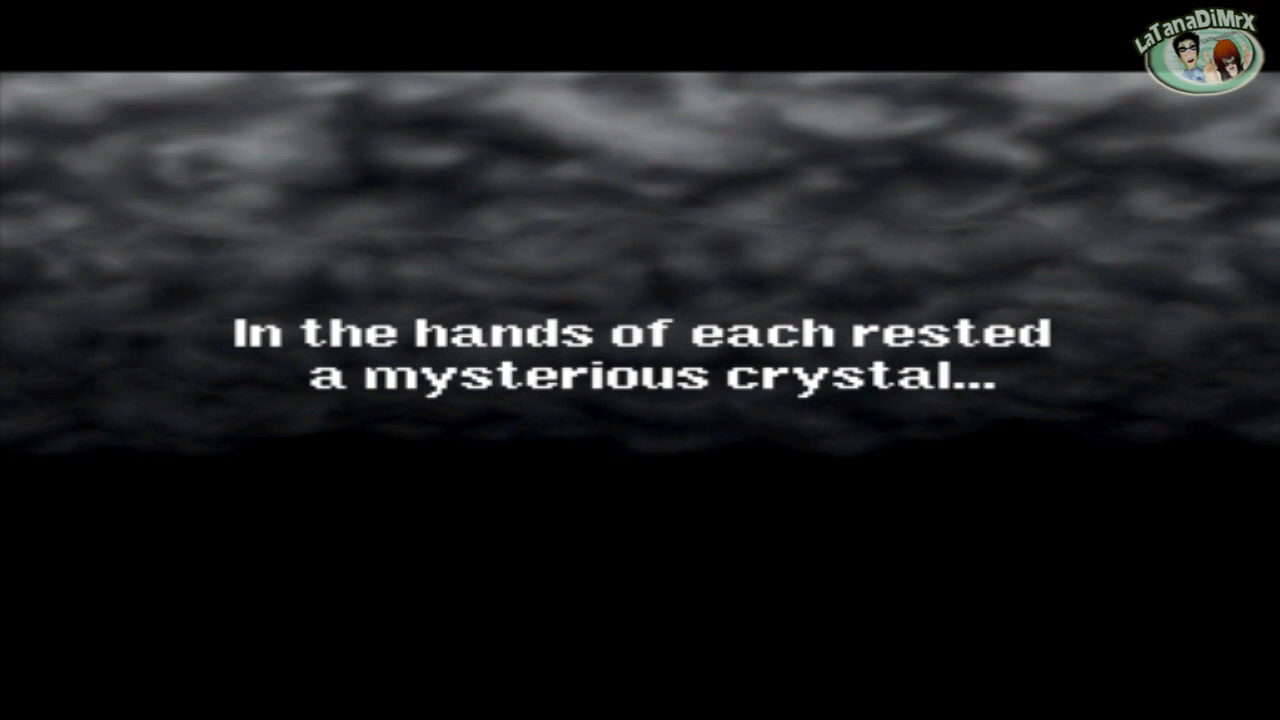 LaTanaDiMrX
In the hands of each rested
a mysterious crystal...